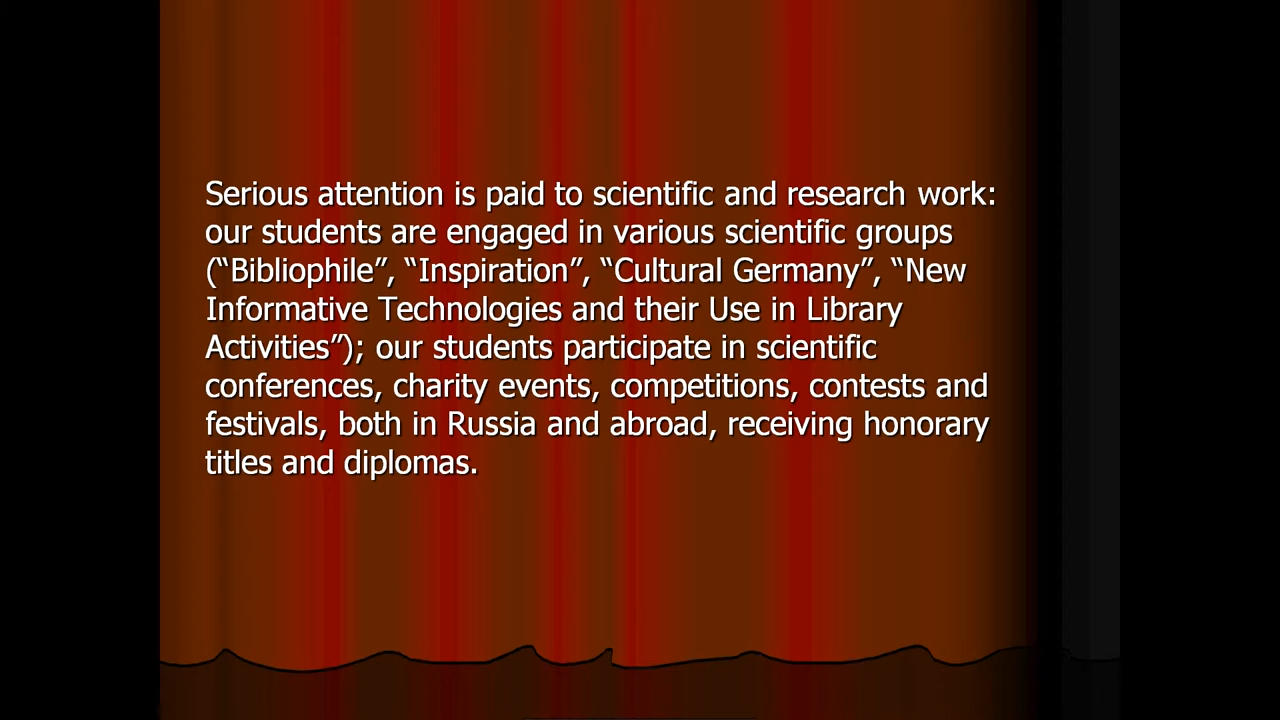 Serious attention is paid to scientific and research work:
our students are engaged in various scientific groups
(“Bibliophile”, “Inspiration”, “Cultural Germany”, “New
Informative Technologies and their Use in Library
Activities”); our students participate in scientific
conferences, charity events, competitions, contests and
festivals, both in Russia and abroad, receiving honorary
titles and diplomas.